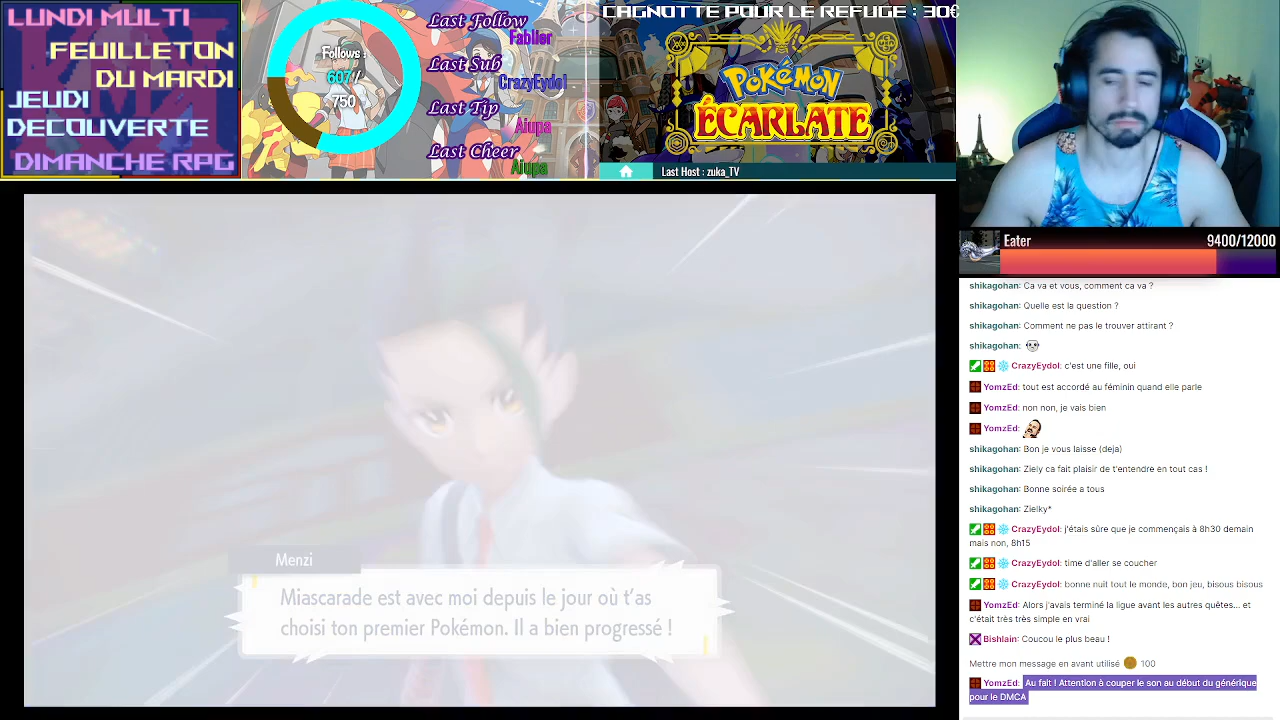 LUNDI MULTI
FEUILLETON
DU MARDI
JEUDI
DECOUVERTE
DIMANCHE RPG
Follows :
607/
750
Last Follow
Fablier
Last Sub
CrazyEydol
Last Tip
Aiupa
Last Cheer
Aiupa
CAGNOTTE POUR LE REFUGE : 30€
POKÉMON
ÉCARLATE
Last Host : zuka_TV
Eater 9400/12000
shikagohan: Ca va et vous, comment ca va ?
shikagohan: Quelle est la question ?
shikagohan: Comment ne pas le trouver attirant ?
shikagohan:
CrazyEydol: c'est une fille, oui
YomzEd: tout est accordé au féminin quand elle parle
YomzEd: non non, je vais bien
YomzEd:
shikagohan: Bon je vous laisse (deja)
shikagohan: Ziely ca fait plaisir de t'entendre en tout cas !
shikagohan: Bonne soirée a tous
shikagohan: Zielky*
CrazyEydol: j'étais sûre que je commençais à 8h30 demain
mais non, 8h15
CrazyEydol: time d'aller se coucher
CrazyEydol: bonne nuit tout le monde, bon jeu, bisous bisous
YomzEd: Alors j'avais terminé la ligue avant les autres quêtes... et
c'était très très simple en vrai
Bishlain: Coucou le plus beau !
Mettre mon message en avant utilisé 100
YomzEd: Au fait ! Attention à couper le son au début du générique
pour le DMCA
Menzi
Miascarade est avec moi depuis le jour où t'as
choisi ton premier Pokémon. Il a bien progressé !